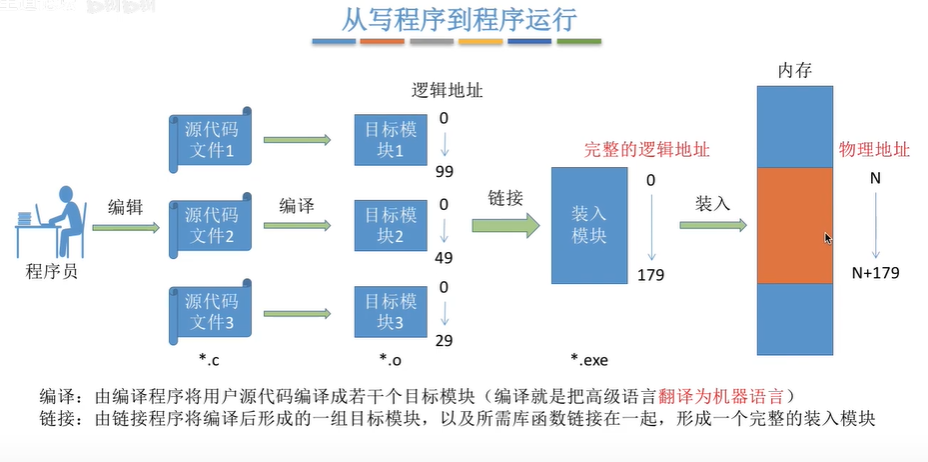 从写程序到程序运行
内存
逻辑地址
源代码
文件1
目标模
块1
0
99
完整的逻辑地址
物理地址
程序员
编辑
源代码
文件2
编译
目标模
块2
0
49
链接
装入
模块
0
179
装入
N
N+179
源代码
文件3
目标模
块3
0
29
*.c
*.o
*.exe
编译：由编译程序将用户源代码编译成若干个目标模块（编译就是把高级语言翻译为机器语言）
链接：由链接程序将编译后形成的一组目标模块，以及所需库函数链接在一起，形成一个完整的装入模块